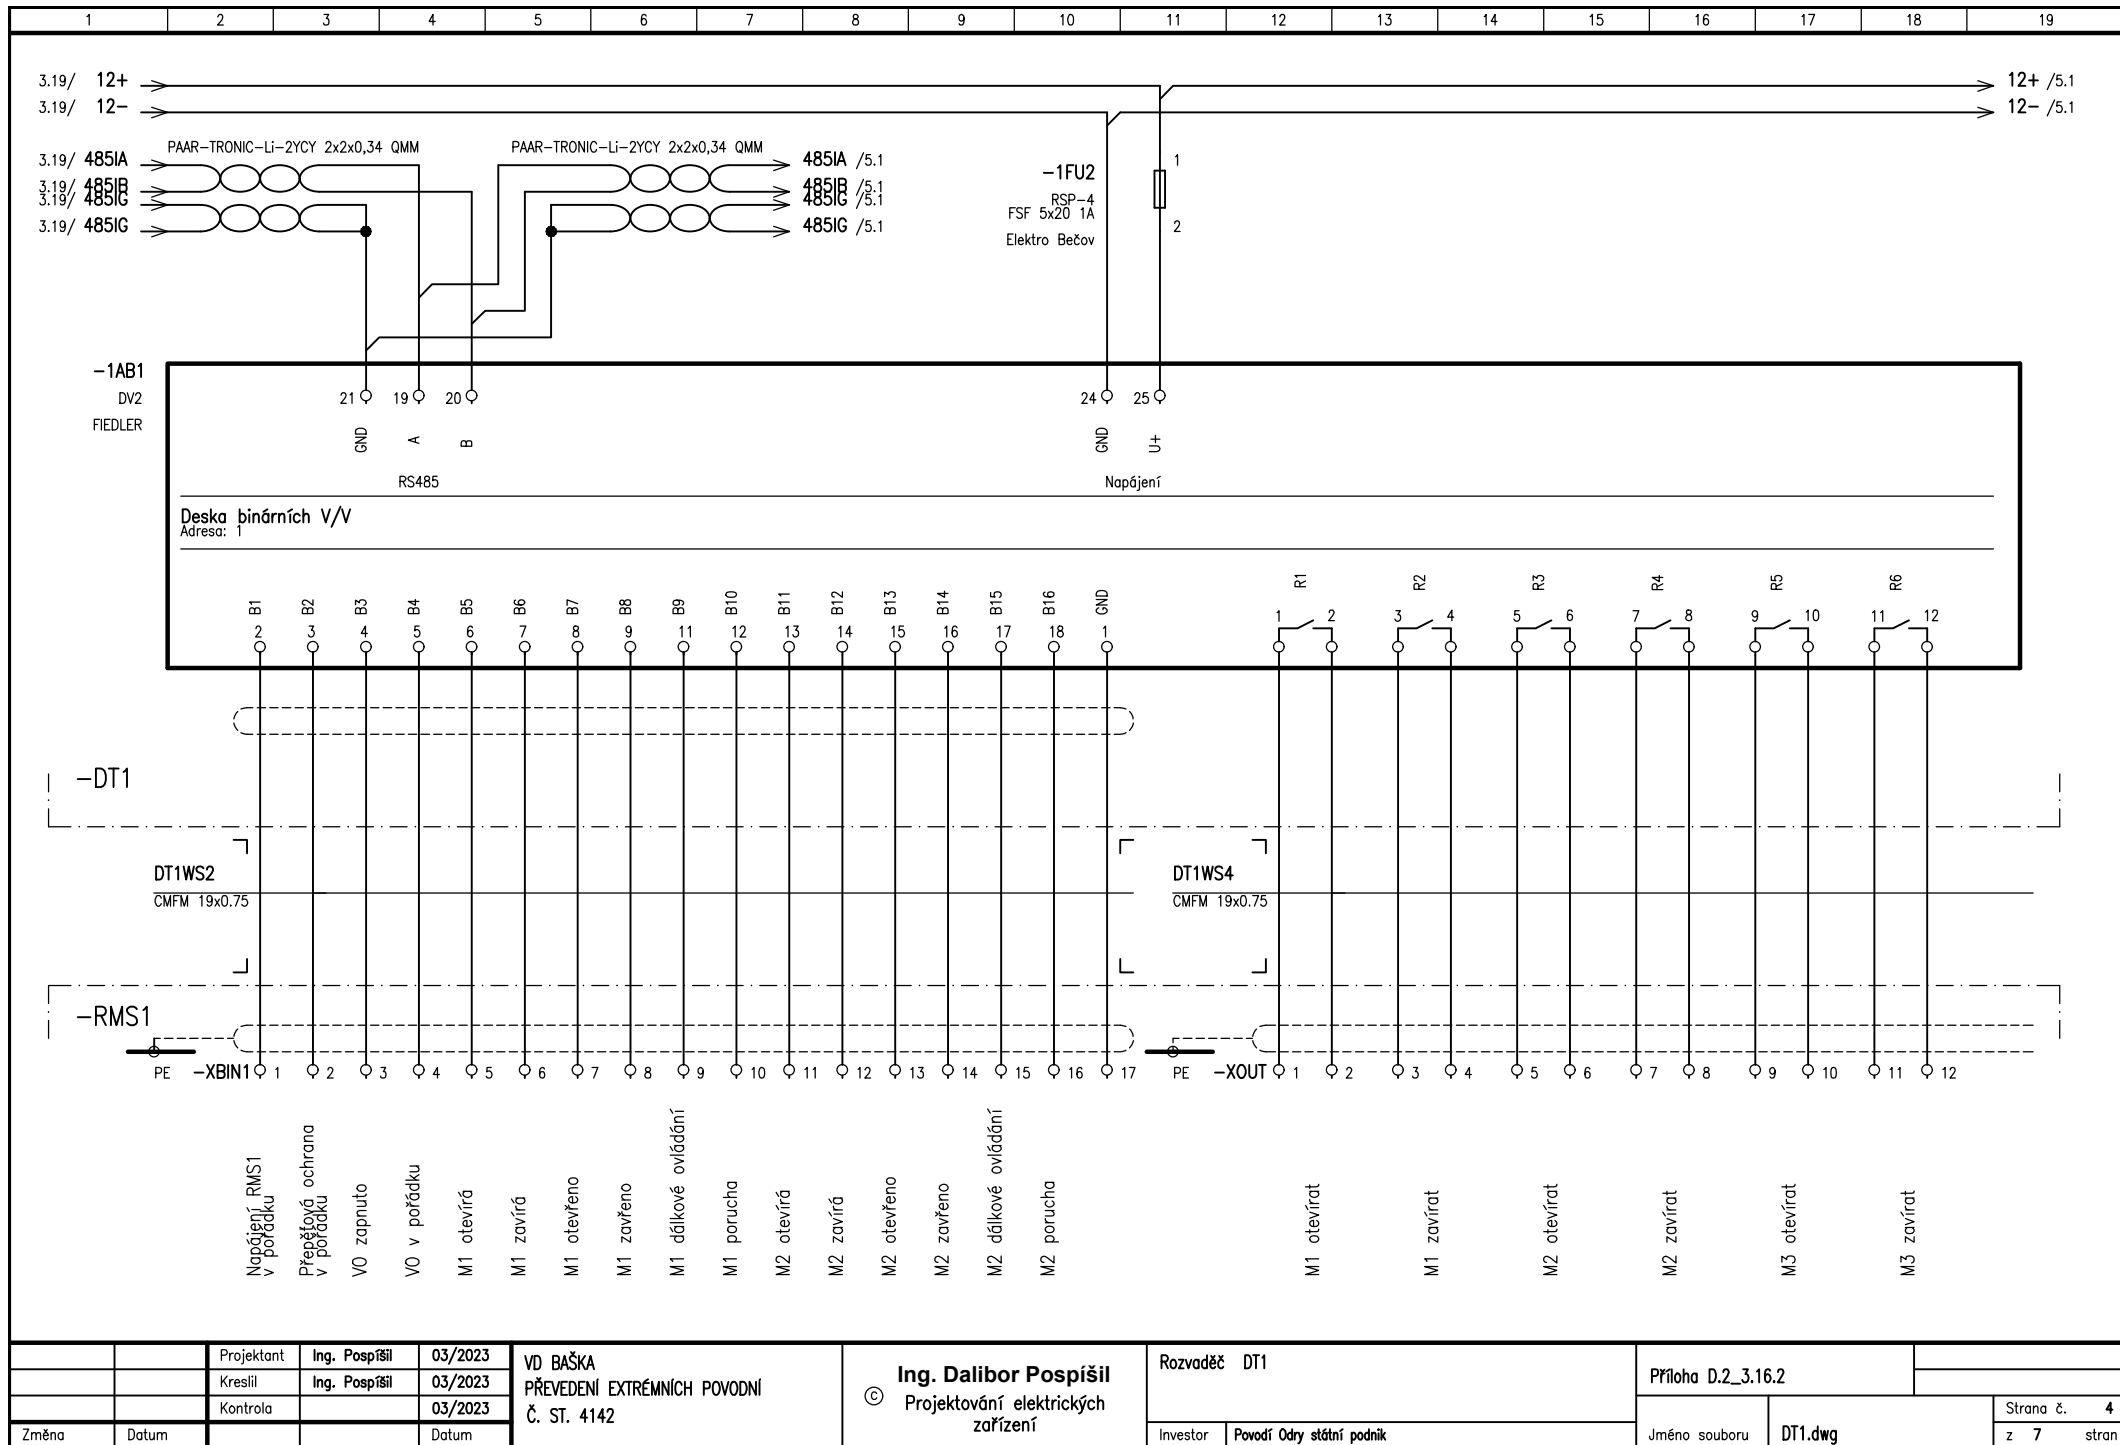 1 2 3 4 5 6 7 8 9 10 11 12 13 14 15 16 17 18 19
3.19/ 12+
12+ /5.1
3.19/ 12-
12- /5.1
PAAR-TRONIC-Li-2YCY 2x2x0,34 QMM
PAAR-TRONIC-Li-2YCY 2x2x0,34 QMM
3.19/ 485IA
485IA /5.1
3.19/ 485IB
485IB /5.1
3.19/ 485IG
485IG /5.1
3.19/ 485IG
485IG /5.1
-1FU2
RSP-4
FSF 5x20 1A
Elektro Bečov
1
2
-1AB1
DV2
FIEDLER
21 19 20 24 25
GND A B GND U+
RS485
Napájení
Deska binárních V/V
Adresa: 1
B1 B2 B3 B4 B5 B6 B7 B8 B9 B10 B11 B12 B13 B14 B15 B16 GND
2 3 4 5 6 7 8 9 11 12 13 14 15 16 17 18 1
R1 R2 R3 R4 R5 R6
1 2 3 4 5 6 7 8 9 10 11 12
-DT1
DT1WS2
CMFM 19x0.75
DT1WS4
CMFM 19x0.75
-RMS1
PE -XBIN1 1 2 3 4 5 6 7 8 9 10 11 12 13 14 15 16 17
PE -XOUT 1 2 3 4 5 6 7 8 9 10 11 12
Napájení RMS1
v pořádku
Přepěťová ochrana
v pořádku
VO zapnuto
VO v pořádku
M1 otevírá
M1 zavírá
M1 otevřeno
M1 zavřeno
M1 dálkové ovládání
M1 porucha
M2 otevírá
M2 zavírá
M2 otevřeno
M2 zavřeno
M2 dálkové ovládání
M2 porucha
M1 otevírat
M1 zavírat
M2 otevírat
M2 zavírat
M3 otevírat
M3 zavírat
Projektant Ing. Pospíšil 03/2023
Kreslil Ing. Pospíšil 03/2023
Kontrola 03/2023
Změna Datum Datum
VD BAŠKA
PŘEVEDENÍ EXTRÉMNÍCH POVODNÍ
Č. ST. 4142
© Ing. Dalibor Pospíšil
Projektování elektrických
zařízení
Rozvaděč DT1
Investor Povodí Odry státní podnik
Příloha D.2_3.16.2
Jméno souboru DT1.dwg
Strana č. 4
z 7 stran